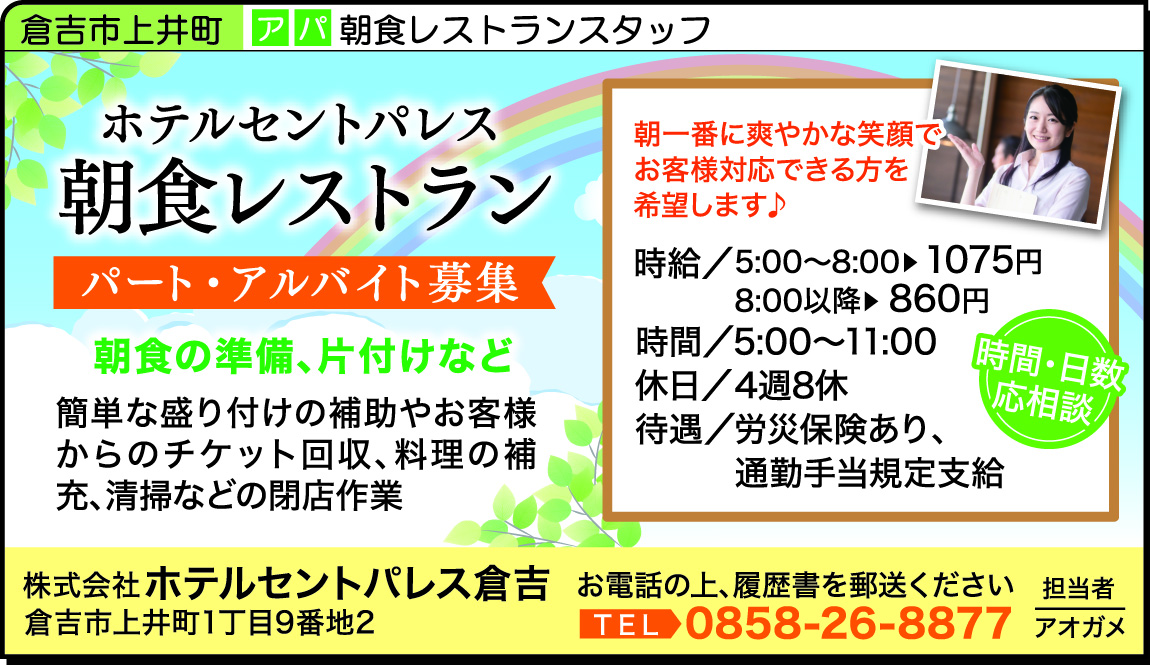 倉吉市上井町 アパ 朝食レストランスタッフ
ホテルセントパレス
朝食レストラン
パート・アルバイト募集
朝食の準備、片付けなど
簡単な盛り付けの補助やお客様
からのチケット回収、料理の補
充、清掃などの閉店作業
朝一番に爽やかな笑顔で
お客様対応できる方を
希望します♪
時給／5:00〜8:00▶1075円
8:00以降▶860円
時間／5:00〜11:00
休日／4週8休
待遇／労災保険あり、
通勤手当規定支給
時間・日数
応相談
株式会社 ホテルセントパレス倉吉
倉吉市上井町1丁目9番地2
お電話の上、履歴書を郵送ください
TEL 0858-26-8877
担当者
アオガメ